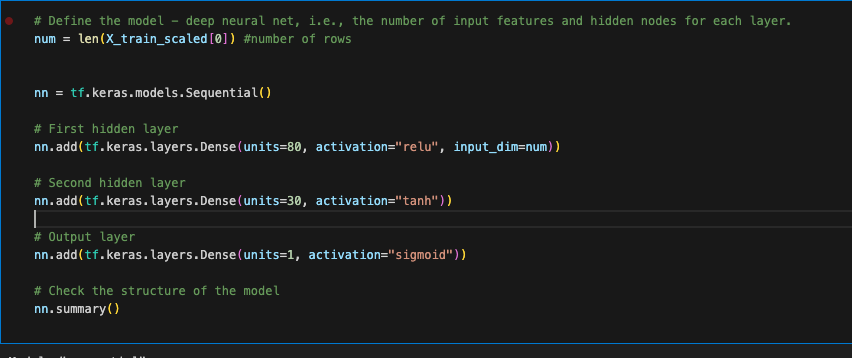 # Define the model - deep neural net, i.e., the number of input features and hidden nodes for each layer.
num = len(X_train_scaled[0]) #number of rows
nn = tf.keras.models.Sequential()
# First hidden layer
nn.add(tf.keras.layers.Dense(units=80, activation="relu", input_dim=num))
# Second hidden layer
nn.add(tf.keras.layers.Dense(units=30, activation="tanh"))
# Output layer
nn.add(tf.keras.layers.Dense(units=1, activation="sigmoid"))
# Check the structure of the model
nn.summary()